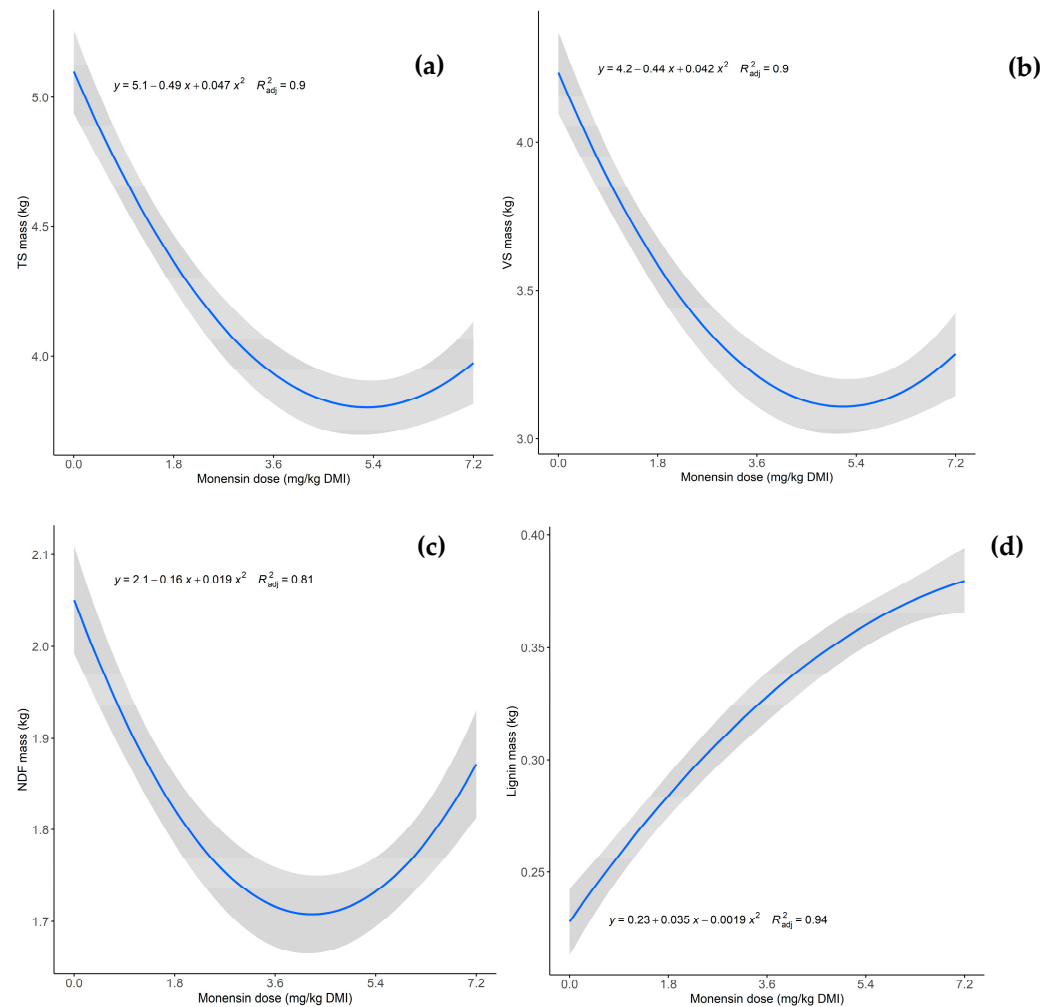 (a)
y = 5.1 − 0.49 x + 0.047 x² R²adj = 0.9
5.0
4.5
4.0
TS mass (kg)
0.0 1.8 3.6 5.4 7.2
Monensin dose (mg/kg DMI)
(b)
y = 4.2 − 0.44 x + 0.042 x² R²adj = 0.9
4.0
3.5
3.0
VS mass (kg)
0.0 1.8 3.6 5.4 7.2
Monensin dose (mg/kg DMI)
(c)
y = 2.1 − 0.16 x + 0.019 x² R²adj = 0.81
2.1
2.0
1.9
1.8
1.7
NDF mass (kg)
0.0 1.8 3.6 5.4 7.2
Monensin dose (mg/kg DMI)
(d)
0.40
0.35
0.30
0.25
Lignin mass (kg)
y = 0.23 + 0.035 x − 0.0019 x² R²adj = 0.94
0.0 1.8 3.6 5.4 7.2
Monensin dose (mg/kg DMI)